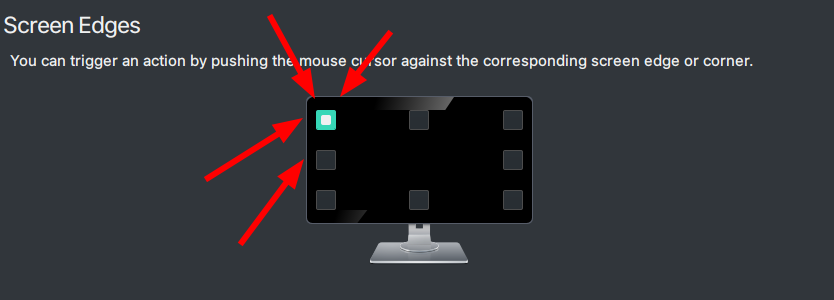 Screen Edges
You can trigger an action by pushing the mouse cursor against the corresponding screen edge or corner.